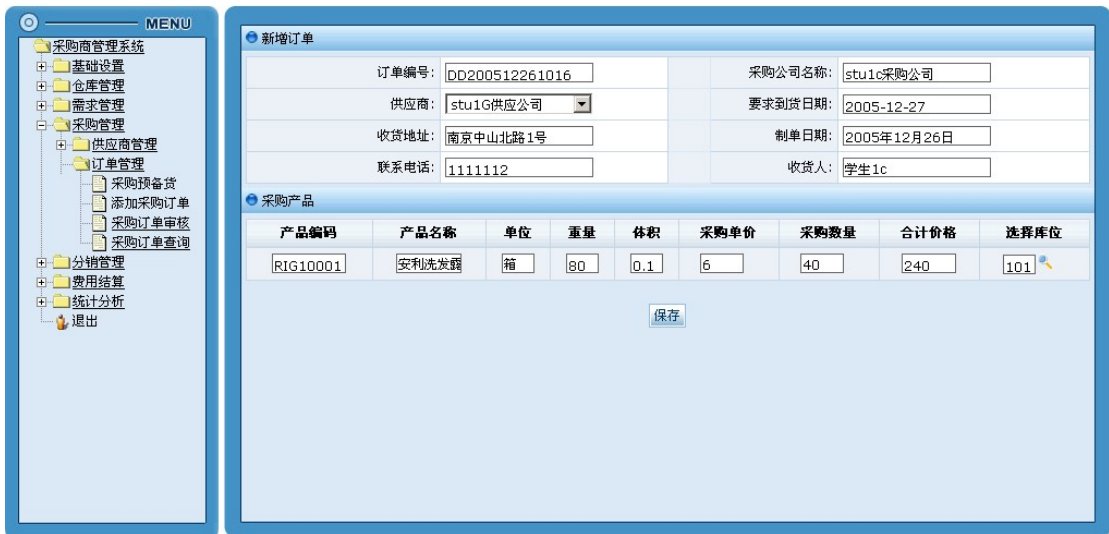 MENU
采购商管理系统
基础设置
仓库管理
需求管理
采购管理
供应商管理
订单管理
采购预备货
添加采购订单
采购订单审核
采购订单查询
分销管理
费用结算
统计分析
退出
新增订单
订单编号: DD200512261016 采购公司名称: stu1c采购公司
供应商: stu1G供应公司 要求到货日期: 2005-12-27
收货地址: 南京中山北路1号 制单日期: 2005年12月26日
联系电话: 1111112 收货人: 学生1c
采购产品
产品编码 产品名称 单位 重量 体积 采购单价 采购数量 合计价格 选择库位
RIG10001 安利洗发露 箱 80 0.1 6 40 240 101
保存